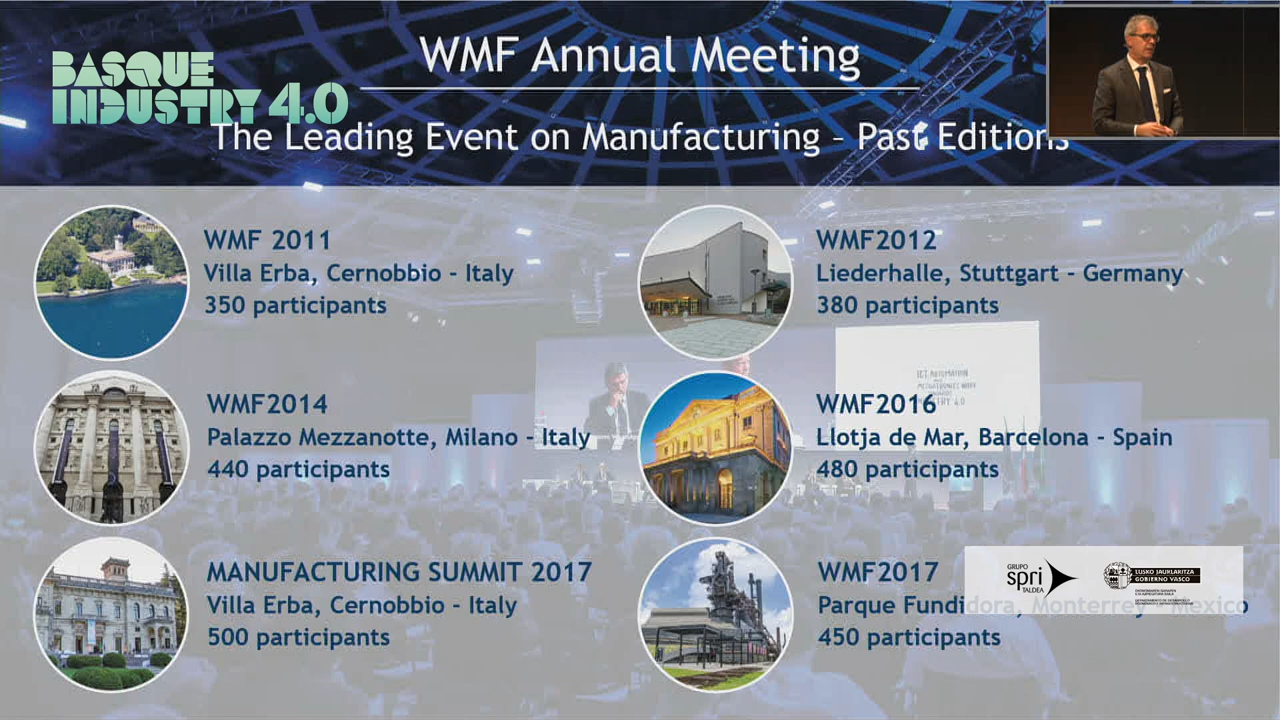 BASQUE
INDUSTRY 4.0
WMF Annual Meeting
The Leading Event on Manufacturing – Past Editions
WMF 2011
Villa Erba, Cernobbio - Italy
350 participants
WMF2012
Liederhalle, Stuttgart - Germany
380 participants
WMF2014
Palazzo Mezzanotte, Milano - Italy
440 participants
WMF2016
Llotja de Mar, Barcelona - Spain
480 participants
MANUFACTURING SUMMIT 2017
Villa Erba, Cernobbio - Italy
500 participants
WMF2017
Parque Fundidora, Monterrey - Mexico
450 participants
GRUPO
spri
TALDEA
EUSKO JAURLARITZA
GOBIERNO VASCO
ICT AUTOMATION